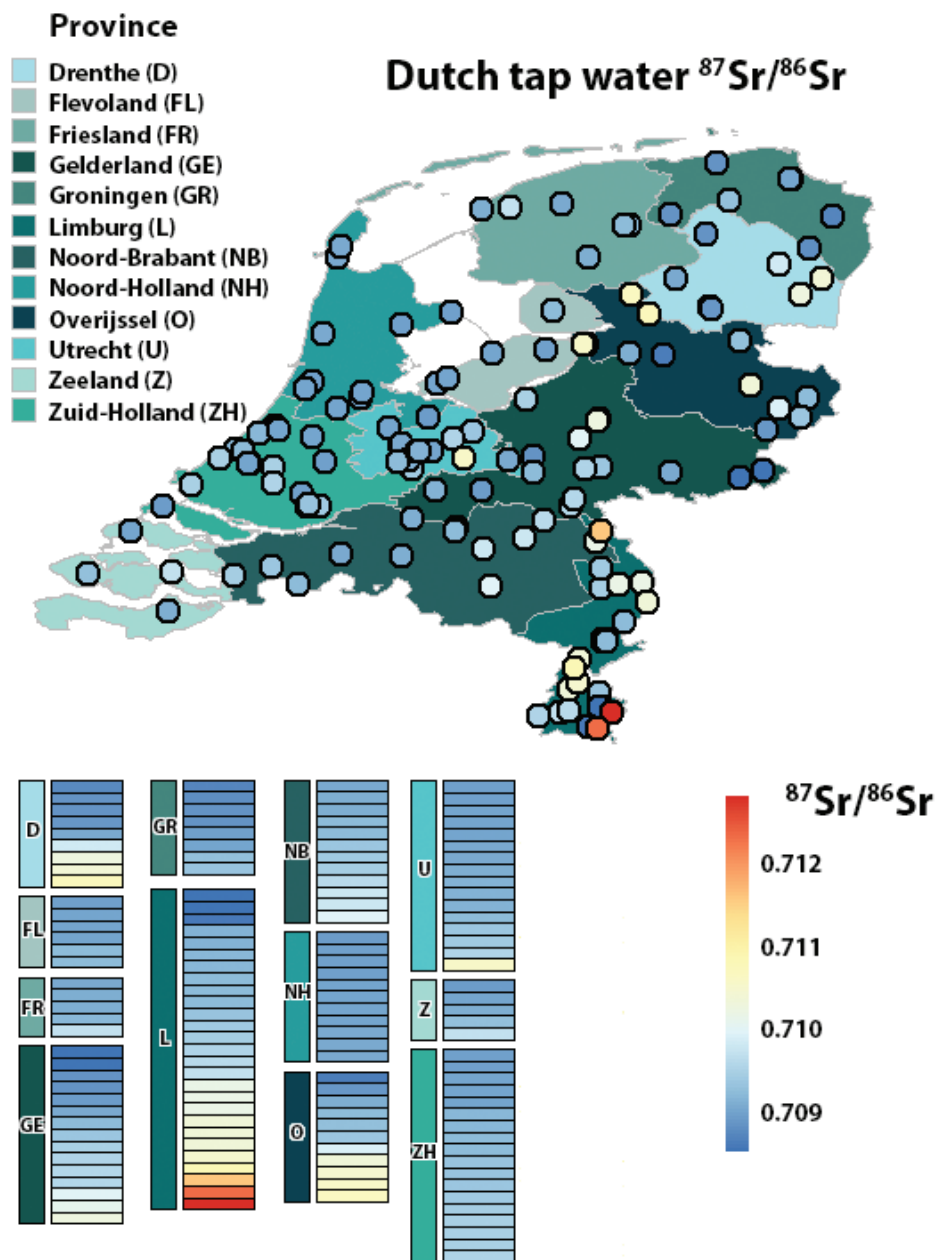 Province
Drenthe (D)
Flevoland (FL)
Friesland (FR)
Gelderland (GE)
Groningen (GR)
Limburg (L)
Noord-Brabant (NB)
Noord-Holland (NH)
Overijssel (O)
Utrecht (U)
Zeeland (Z)
Zuid-Holland (ZH)
Dutch tap water ⁸⁷Sr/⁸⁶Sr
D
FL
FR
GE
GR
L
NB
NH
O
U
Z
ZH
⁸⁷Sr/⁸⁶Sr
0.712
0.711
0.710
0.709